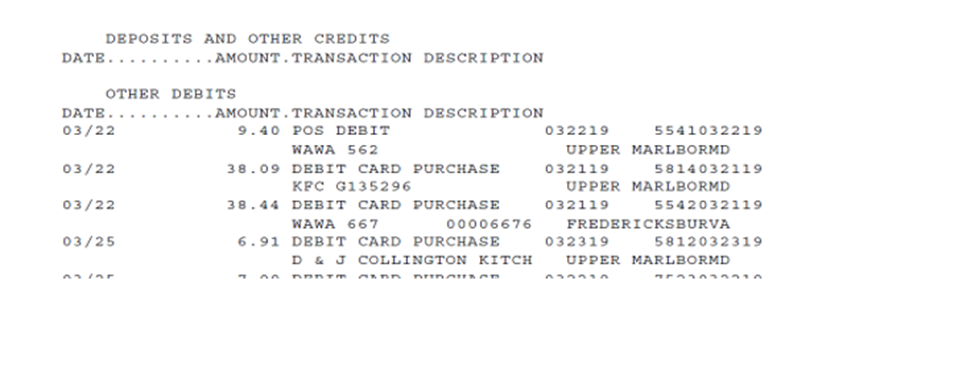 DEPOSITS AND OTHER CREDITS
DATE..........AMOUNT.TRANSACTION DESCRIPTION
OTHER DEBITS
DATE..........AMOUNT.TRANSACTION DESCRIPTION
03/22 9.40 POS DEBIT 032219 5541032219
WAWA 562 UPPER MARLBORMD
03/22 38.09 DEBIT CARD PURCHASE 032119 5814032119
KFC G135296 UPPER MARLBORMD
03/22 38.44 DEBIT CARD PURCHASE 032119 5542032119
WAWA 667 00006676 FREDERICKSBURVA
03/25 6.91 DEBIT CARD PURCHASE 032319 5812032319
D & J COLLINGTON KITCH UPPER MARLBORMD
DEBIT CARD PURCHASE